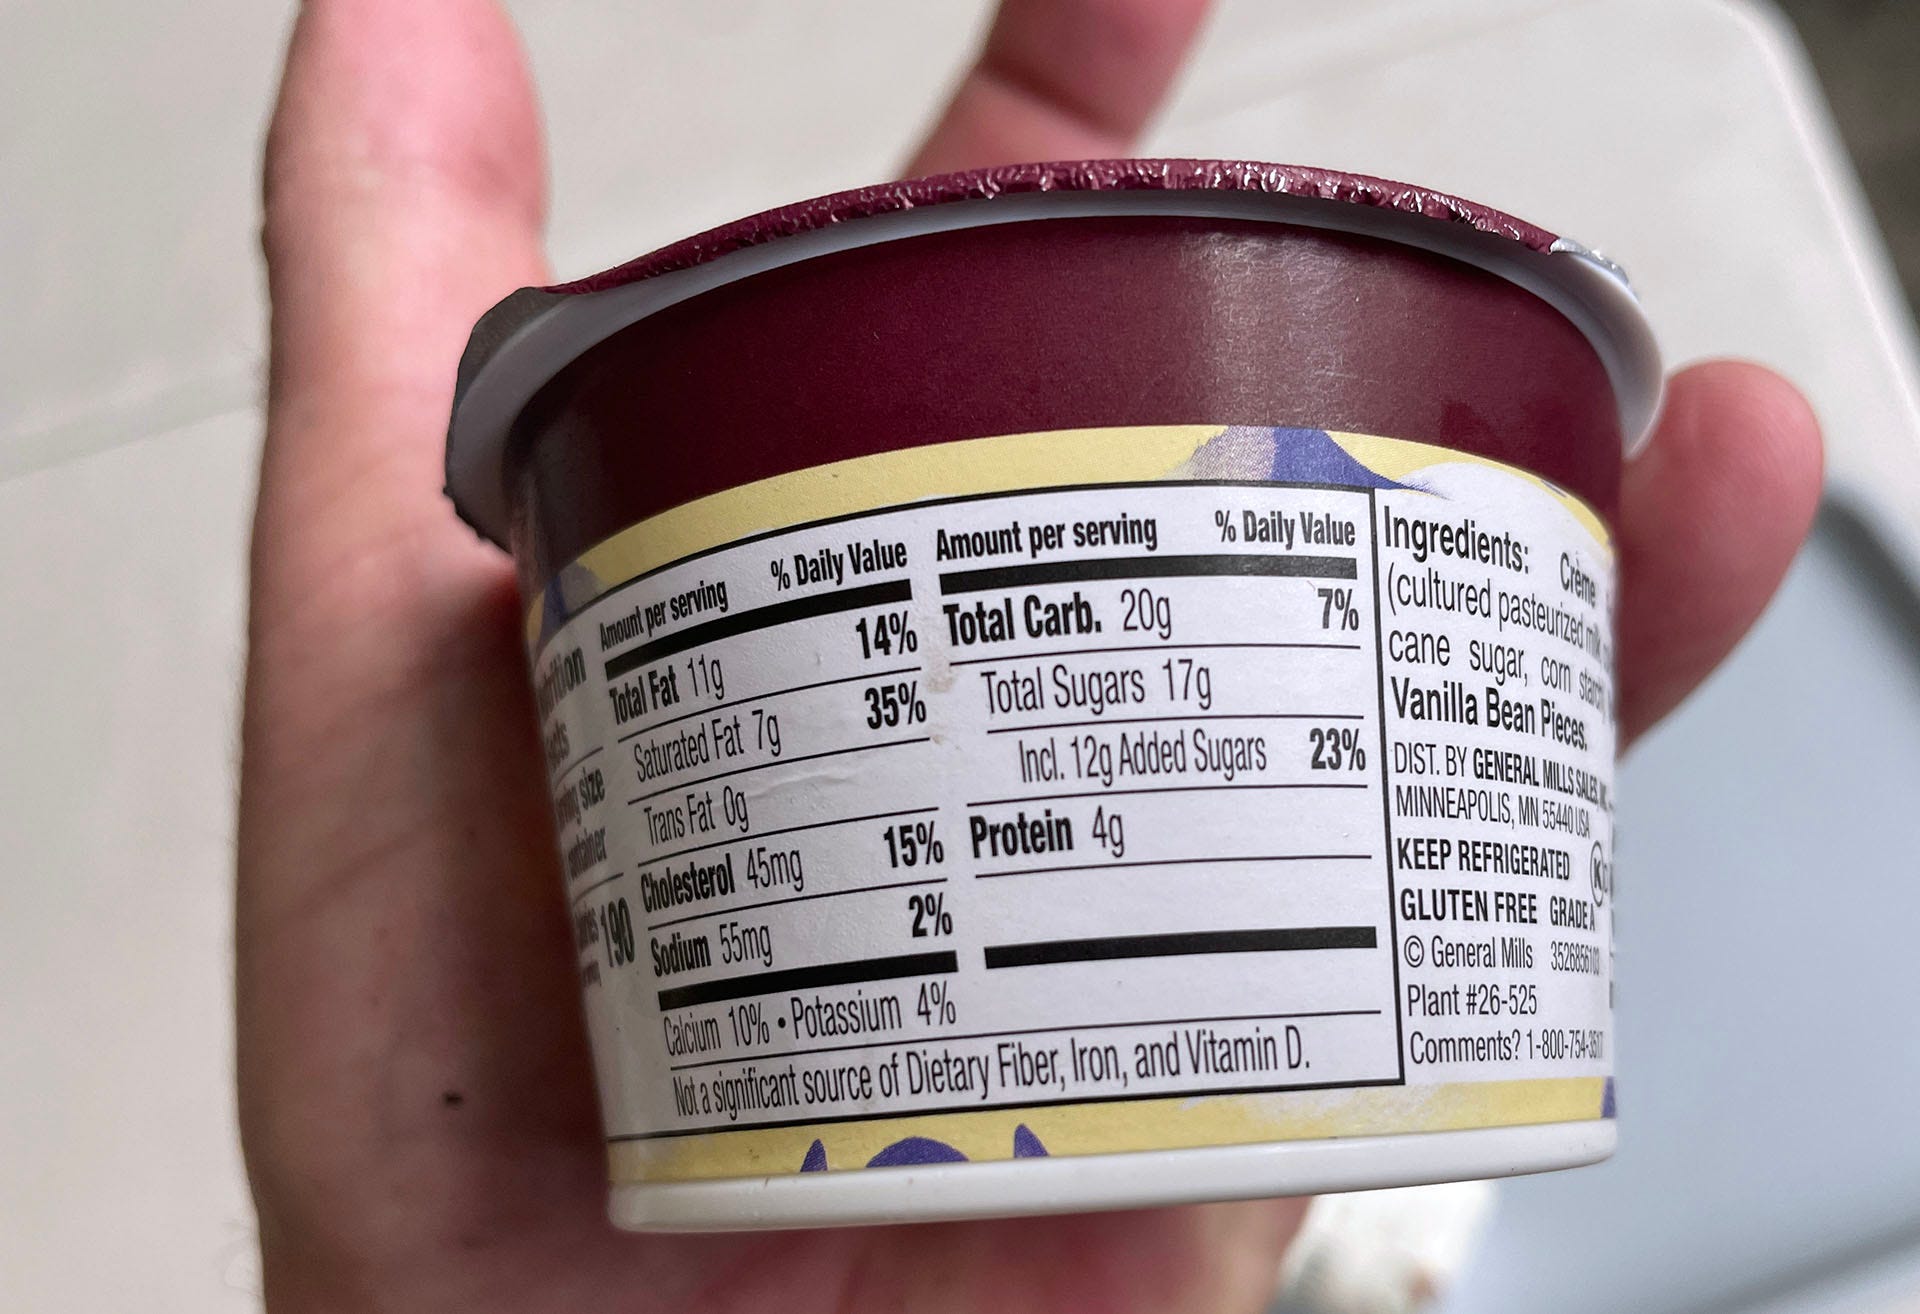 190
Amount per serving % Daily Value
Total Fat 11g 14%
Saturated Fat 7g 35%
Trans Fat 0g
Cholesterol 45mg 15%
Sodium 55mg 2%
Amount per serving % Daily Value
Total Carb. 20g 7%
Total Sugars 17g
Incl. 12g Added Sugars 23%
Protein 4g
Calcium 10% • Potassium 4%
Not a significant source of Dietary Fiber, Iron, and Vitamin D.
Ingredients: Crème
(cultured pasteurized milk
cane sugar, corn starch
Vanilla Bean Pieces.
DIST. BY GENERAL MILLS SALES,
MINNEAPOLIS, MN 55440 USA
KEEP REFRIGERATED K
GLUTEN FREE GRADE A
© General Mills
Plant #26-525
Comments?